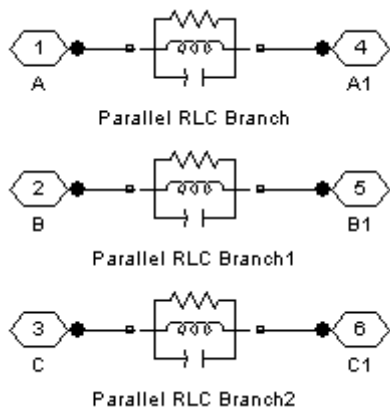 1 4
A A1
Parallel RLC Branch
2 5
B B1
Parallel RLC Branch1
3 6
C C1
Parallel RLC Branch2